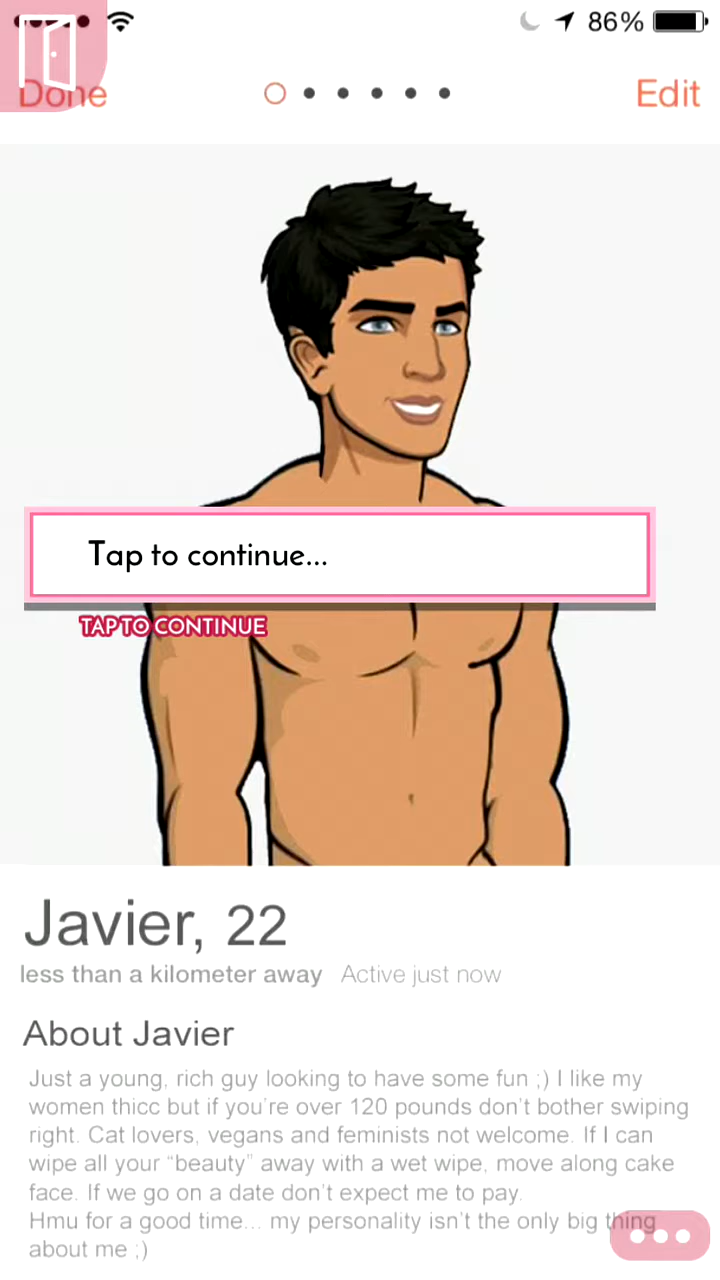 86%
Done
Edit
Tap to continue...
TAP TO CONTINUE
Javier, 22
less than a kilometer away Active just now
About Javier
Just a young, rich guy looking to have some fun ;) I like my
women thicc but if you're over 120 pounds don't bother swiping
right. Cat lovers, vegans and feminists not welcome. If I can
wipe all your "beauty" away with a wet wipe, move along cake
face. If we go on a date don't expect me to pay.
Hmu for a good time... my personality isn't the only big thing
about me ;)